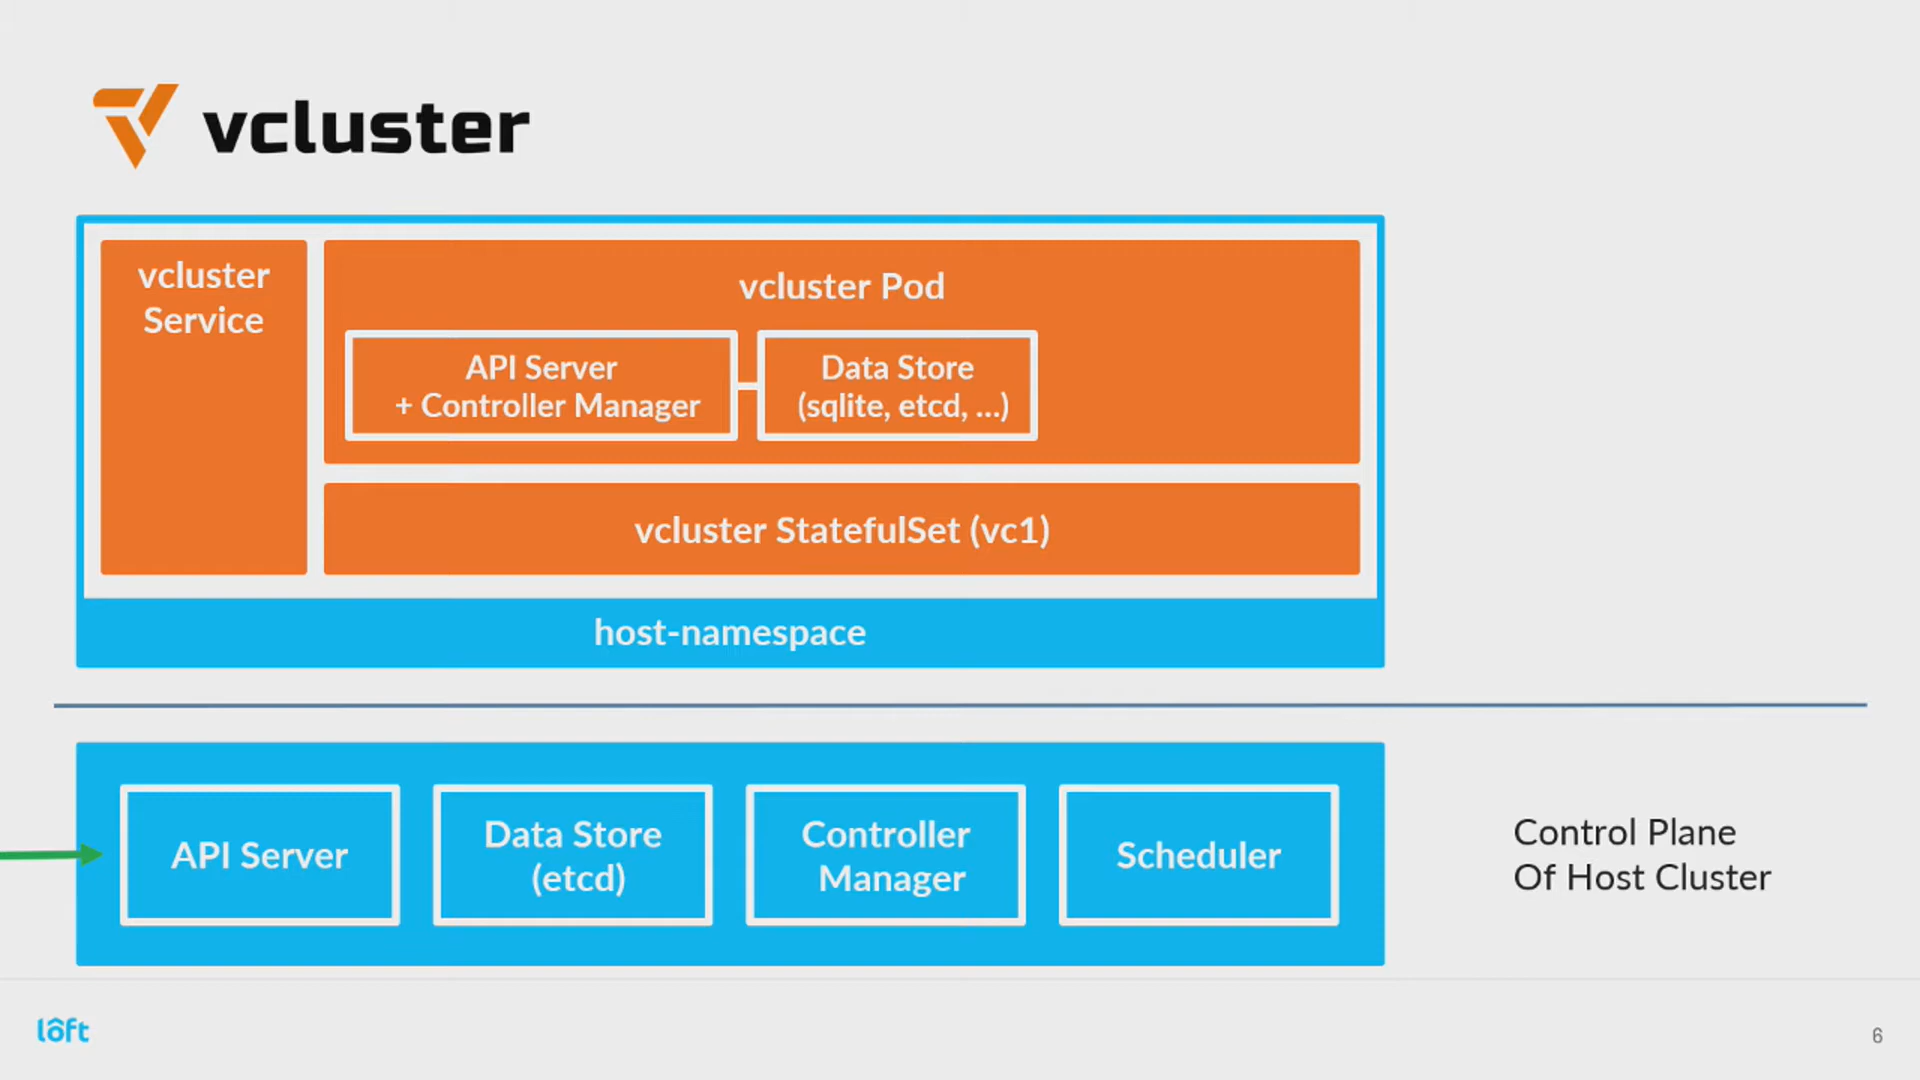 vcluster
vcluster
Service
vcluster Pod
API Server
+ Controller Manager
Data Store
(sqlite, etcd, ...)
vcluster StatefulSet (vc1)
host-namespace
API Server
Data Store
(etcd)
Controller
Manager
Scheduler
Control Plane
Of Host Cluster
lôft
6